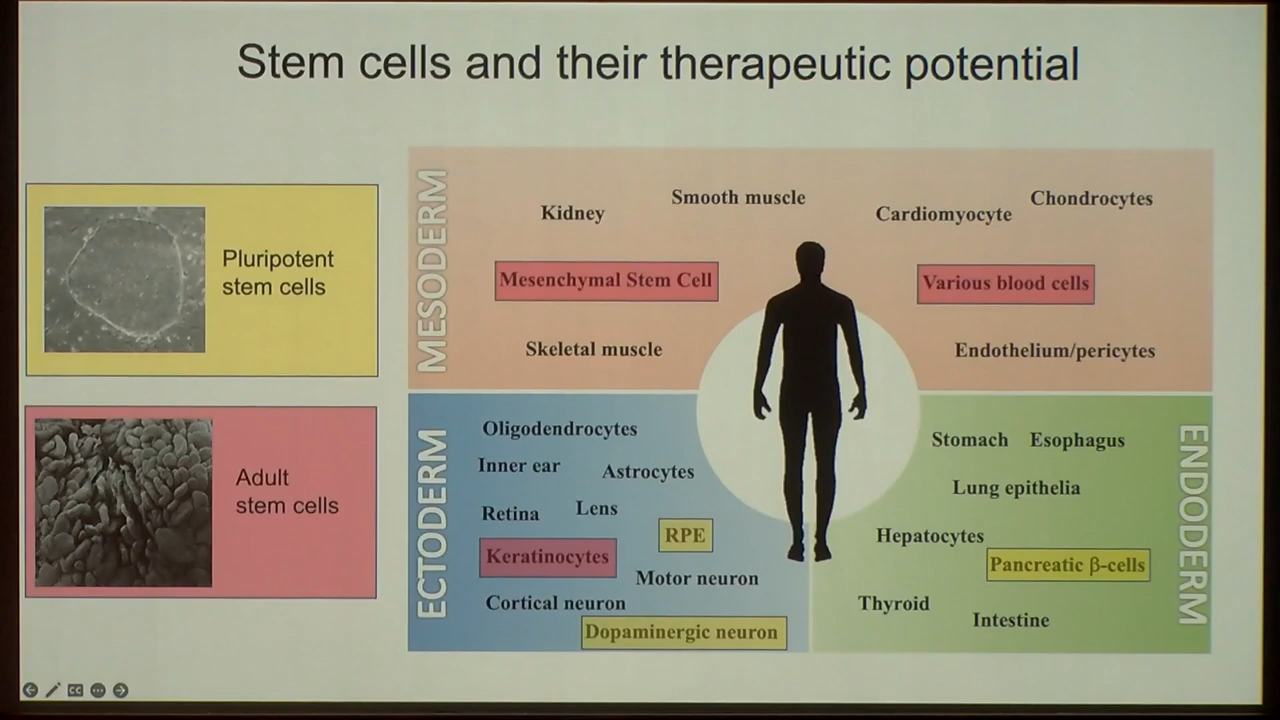 Stem cells and their therapeutic potential
Pluripotent
stem cells
Adult
stem cells
MESODERM
Kidney
Smooth muscle
Cardiomyocyte
Chondrocytes
Mesenchymal Stem Cell
Various blood cells
Skeletal muscle
Endothelium/pericytes
ECTODERM
Oligodendrocytes
Inner ear
Astrocytes
Retina
Lens
RPE
Keratinocytes
Motor neuron
Cortical neuron
Dopaminergic neuron
ENDODERM
Stomach
Esophagus
Lung epithelia
Hepatocytes
Pancreatic β-cells
Thyroid
Intestine
CC